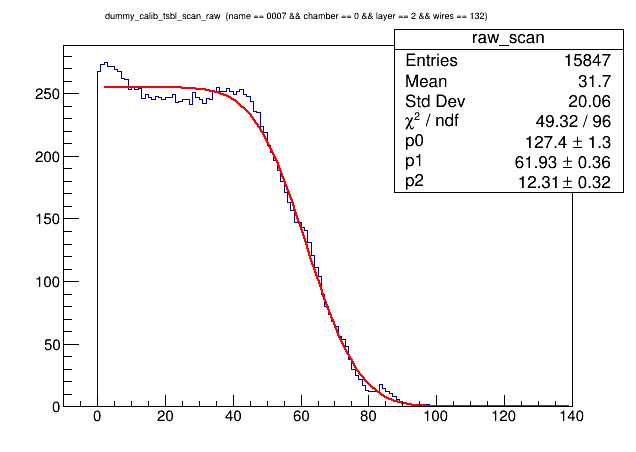 dummy_calib_tsbl_scan_raw (name == 0007 && chamber == 0 && layer == 2 && wires == 132)
raw_scan
Entries 15847
Mean 31.7
Std Dev 20.06
χ² / ndf 49.32 / 96
p0 127.4 ± 1.3
p1 61.93 ± 0.36
p2 12.31 ± 0.32
250
200
150
100
50
0
0 20 40 60 80 100 120 140